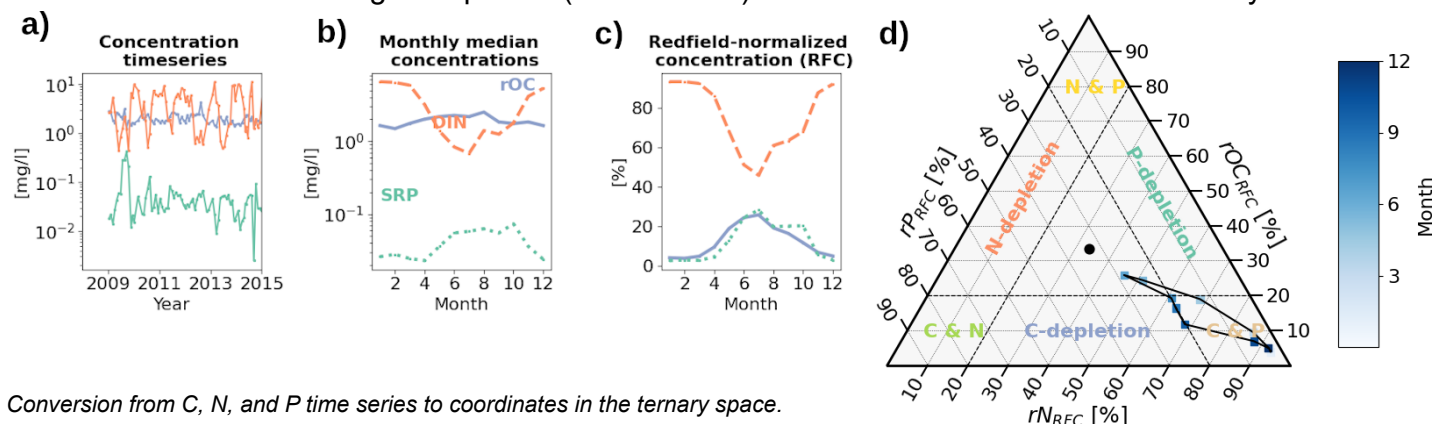 a)
Concentration
timeseries
[mg/l]
10¹
10⁰
10⁻¹
10⁻²
2009 2011 2013 2015
Year
b)
Monthly median
concentrations
rOC
DIN
SRP
[mg/l]
10⁰
10⁻¹
2 4 6 8 10 12
Month
c)
Redfield-normalized
concentration (RFC)
[%]
80
60
40
20
0
2 4 6 8 10 12
Month
d)
N & P
N-depletion
P-depletion
C & N
C-depletion
C & P
rP_RFC [%]
10
20
30
40
50
60
70
80
90
rOC_RFC [%]
90
80
70
60
50
40
30
20
10
10 20 30 40 50 60 70 80 90
rN_RFC [%]
12
9
6
3
Month
Conversion from C, N, and P time series to coordinates in the ternary space.